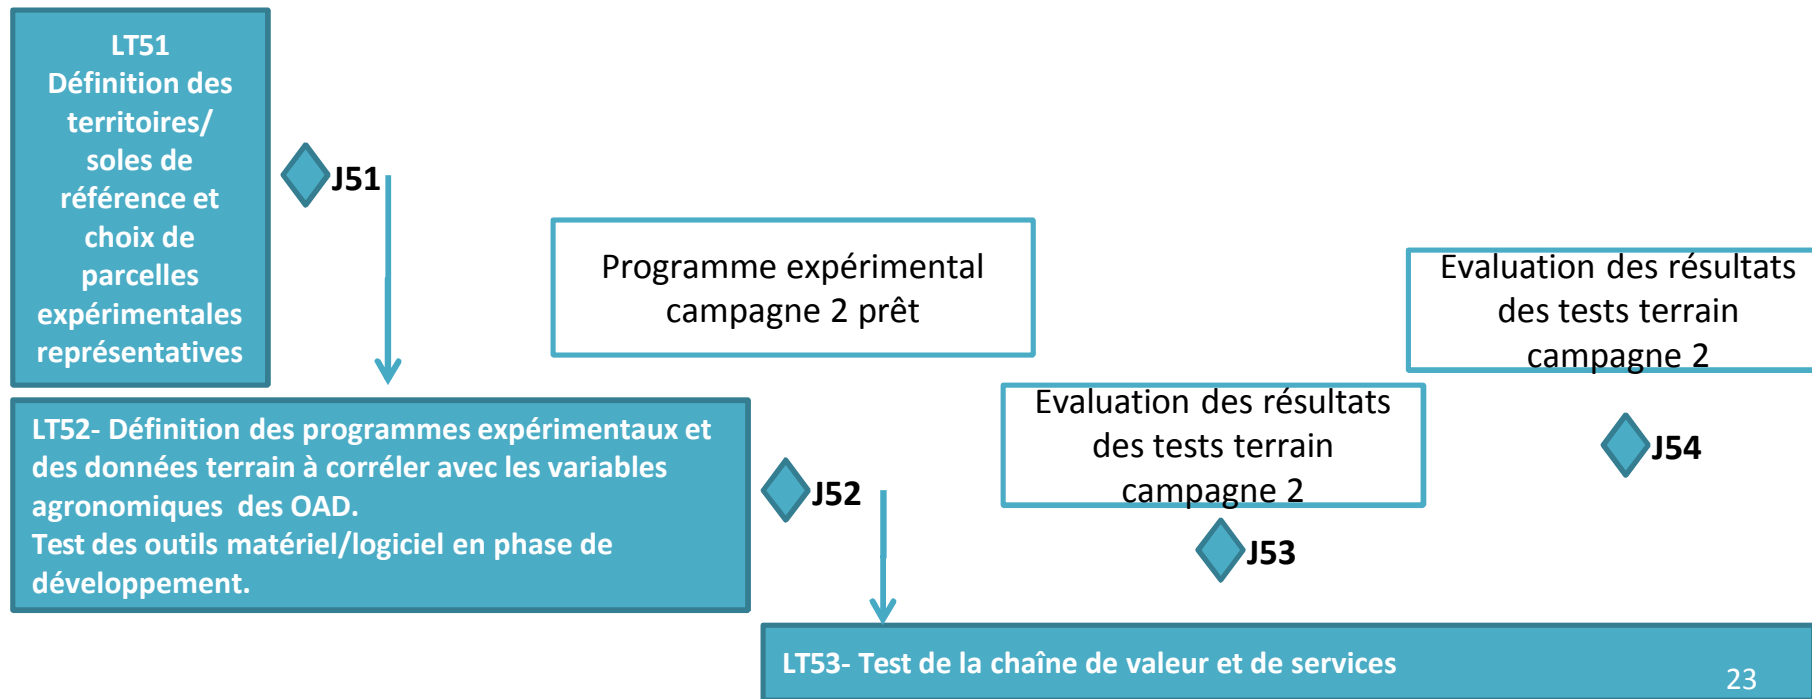 LT51
Définition des
territoires/
soles de
référence et
choix de
parcelles
expérimentales
représentatives
J51
Programme expérimental
campagne 2 prêt
Evaluation des résultats
des tests terrain
campagne 2
LT52- Définition des programmes expérimentaux et
des données terrain à corréler avec les variables
agronomiques des OAD.
Test des outils matériel/logiciel en phase de
développement.
J52
Evaluation des résultats
des tests terrain
campagne 2
J53
J54
LT53- Test de la chaîne de valeur et de services
23